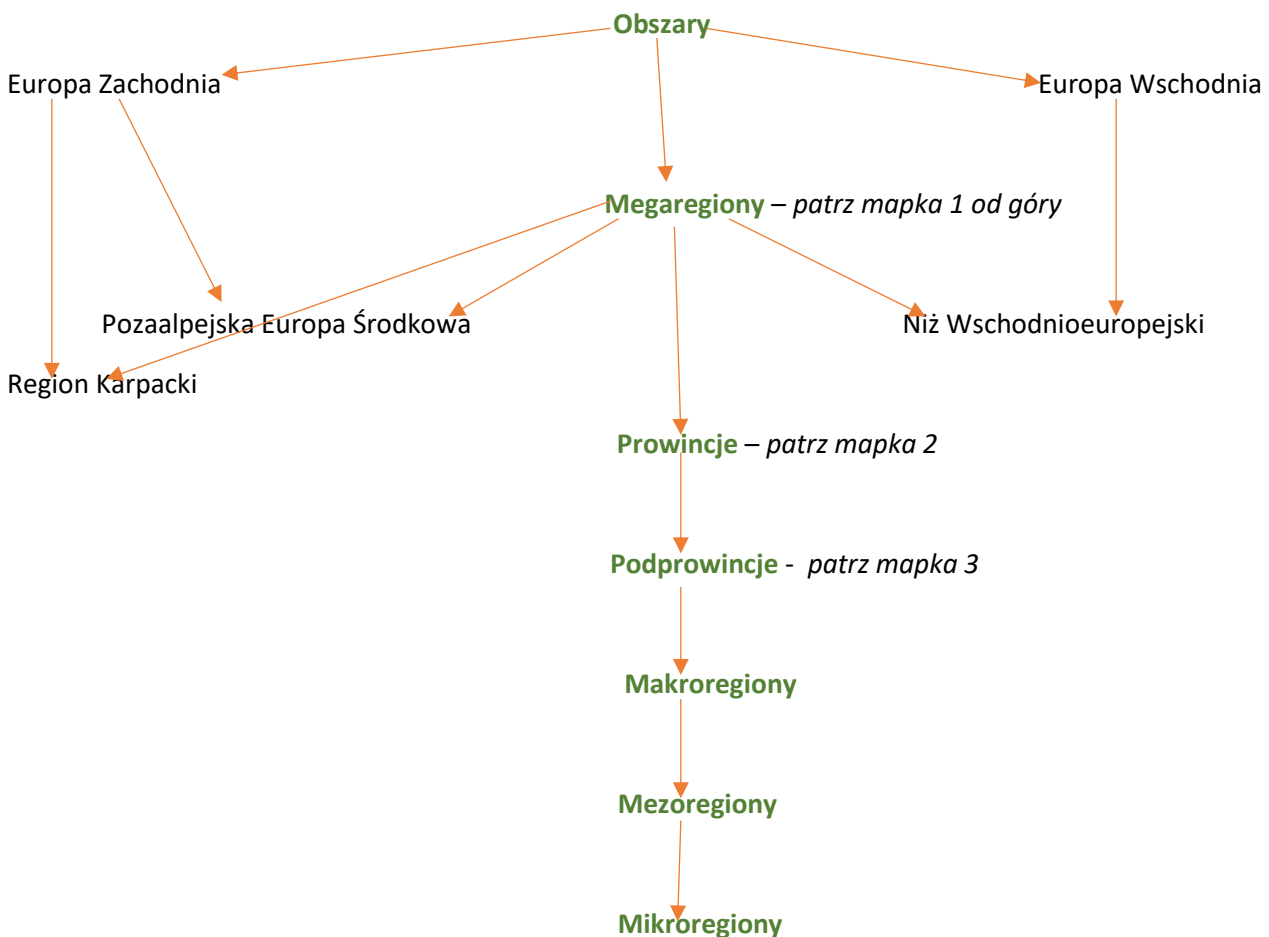 Obszary
Europa Zachodnia
Europa Wschodnia
Megaregiony – patrz mapka 1 od góry
Pozaalpejska Europa Środkowa
Niż Wschodnioeuropejski
Region Karpacki
Prowincje – patrz mapka 2
Podprowincje - patrz mapka 3
Makroregiony
Mezoregiony
Mikroregiony